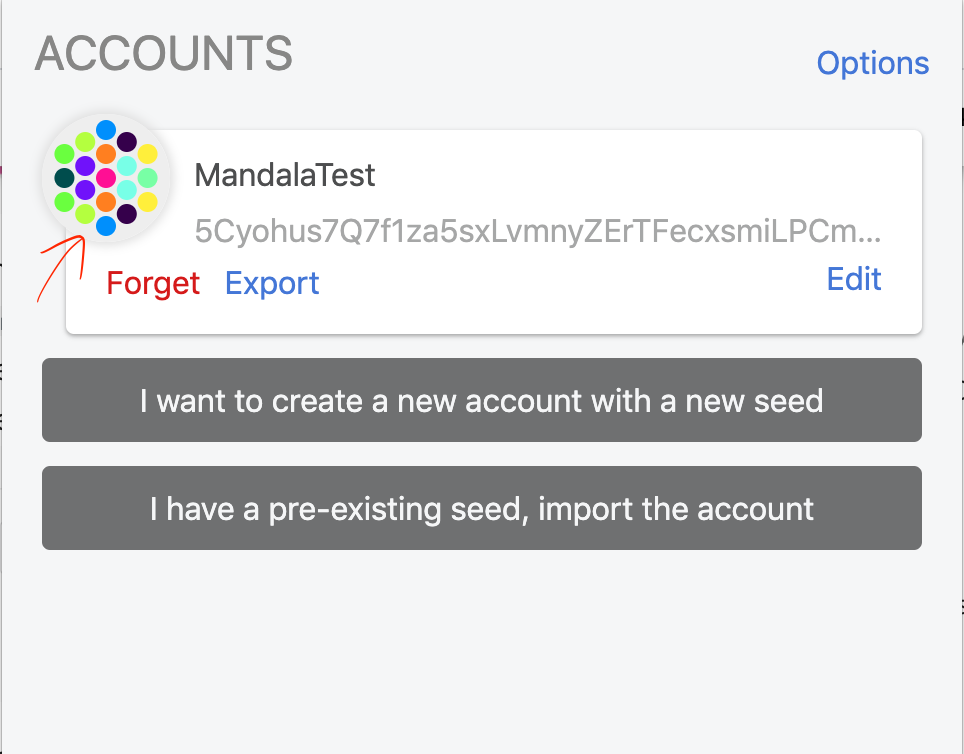 ACCOUNTS
Options
MandalaTest
5Cyohus7Q7f1za5sxLvmnyZErTFecxsmiLPCm...
Forget Export Edit
I want to create a new account with a new seed
I have a pre-existing seed, import the account